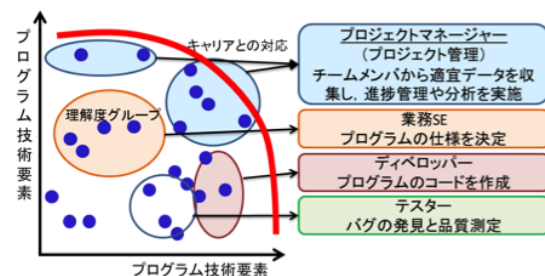 プログラム技術要素
キャリアとの対応
理解度グループ
プログラム技術要素
プロジェクトマネージャー
(プロジェクト管理)
チームメンバから適宜データを収
集し，進捗管理や分析を実施
業務SE
プログラムの仕様を決定
ディベロッパー
プログラムのコードを作成
テスター
バグの発見と品質測定